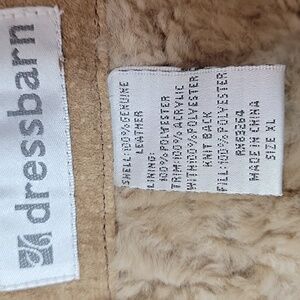 dressbarn
SHELL:100%GENUINE
LEATHER
LINING:
100%POLYESTER
TRIM:100%ACRYLIC
WITH100%POLYESTER
KNIT BACK
FILL:100%POLYESTER
RN83264
MADE IN CHINA
SIZE XL